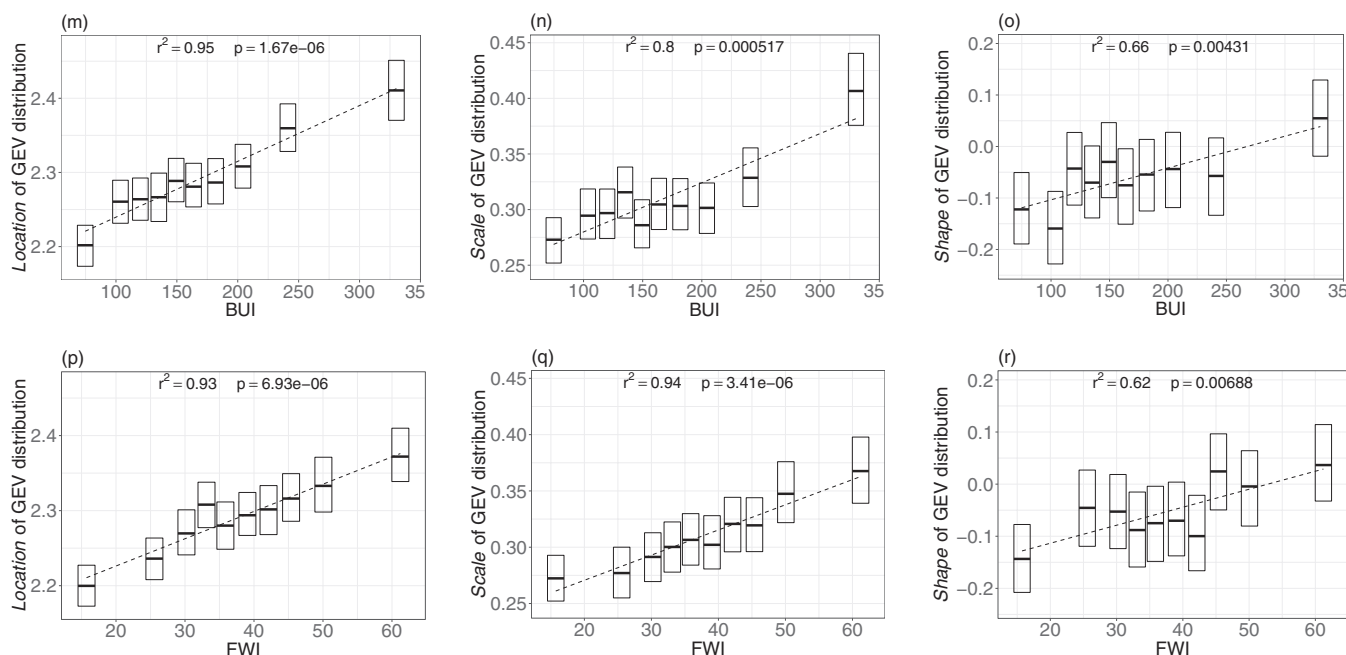 (m)
r² = 0.95 p = 1.67e−06
Location of GEV distribution
2.4
2.3
2.2
100 150 200 250 300 35
BUI
(n)
r² = 0.8 p = 0.000517
Scale of GEV distribution
0.45
0.40
0.35
0.30
0.25
100 150 200 250 300 35
BUI
(o)
r² = 0.66 p = 0.00431
Shape of GEV distribution
0.2
0.1
0.0
−0.1
−0.2
100 150 200 250 300 35
BUI
(p)
r² = 0.93 p = 6.93e−06
Location of GEV distribution
2.4
2.3
2.2
20 30 40 50 60
FWI
(q)
r² = 0.94 p = 3.41e−06
Scale of GEV distribution
0.45
0.40
0.35
0.30
0.25
20 30 40 50 60
FWI
(r)
r² = 0.62 p = 0.00688
Shape of GEV distribution
0.2
0.1
0.0
−0.1
−0.2
20 30 40 50 60
FWI